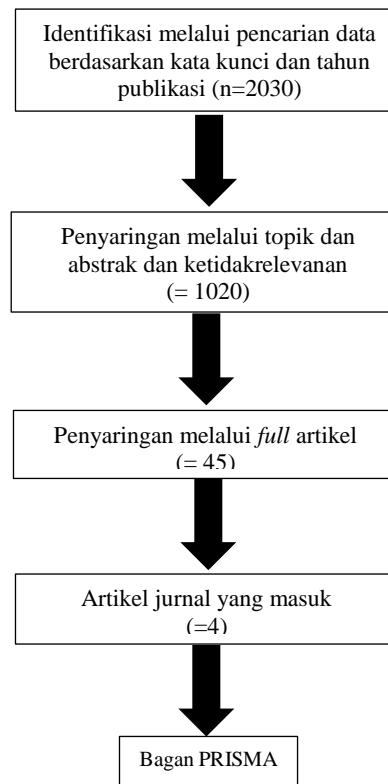 Identifikasi melalui pencarian data
berdasarkan kata kunci dan tahun
publikasi (n=2030)
Penyaringan melalui topik dan
abstrak dan ketidakrelevanan
(= 1020)
Penyaringan melalui full artikel
(= 45)
Artikel jurnal yang masuk
(=4)
Bagan PRISMA